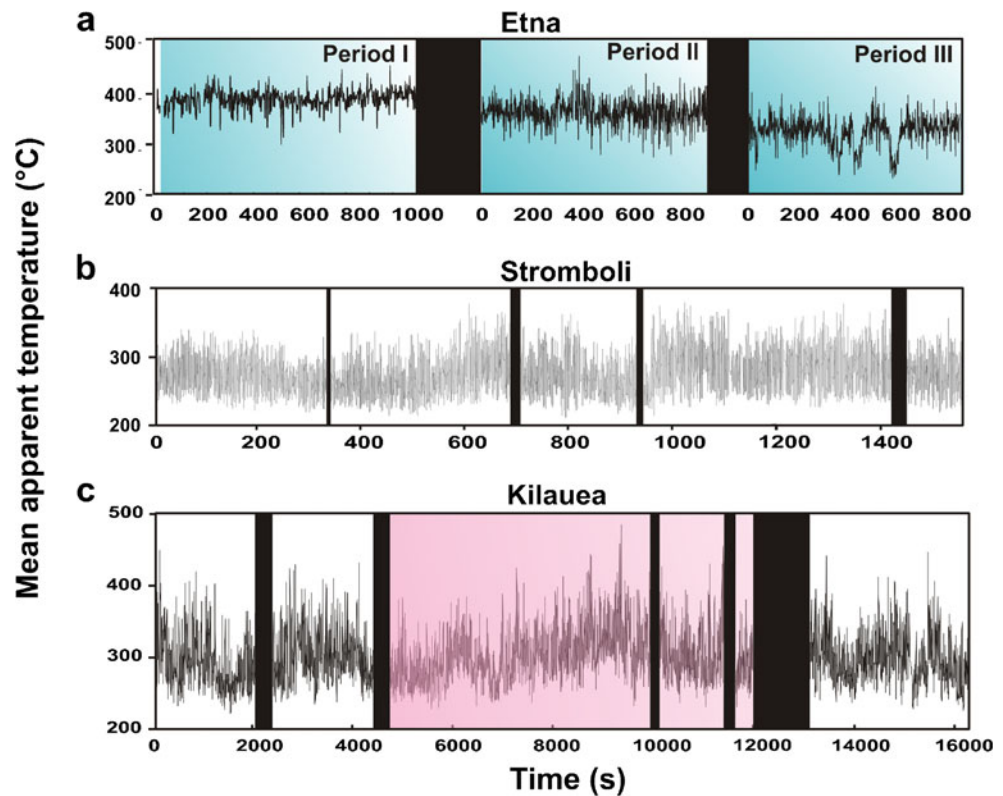 a Etna
Period I Period II Period III
500
400
300
200
0 200 400 600 800 1000 0 200 400 600 800 0 200 400 600 800
Mean apparent temperature (°C)
b Stromboli
400
300
200
0 200 400 600 800 1000 1200 1400
c Kilauea
500
400
300
200
0 2000 4000 6000 8000 10000 12000 14000 16000
Time (s)